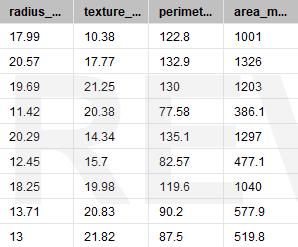 radius_... texture_... perimet... area_m...
17.99 10.38 122.8 1001
20.57 17.77 132.9 1326
19.69 21.25 130 1203
11.42 20.38 77.58 386.1
20.29 14.34 135.1 1297
12.45 15.7 82.57 477.1
18.25 19.98 119.6 1040
13.71 20.83 90.2 577.9
13 21.82 87.5 519.8